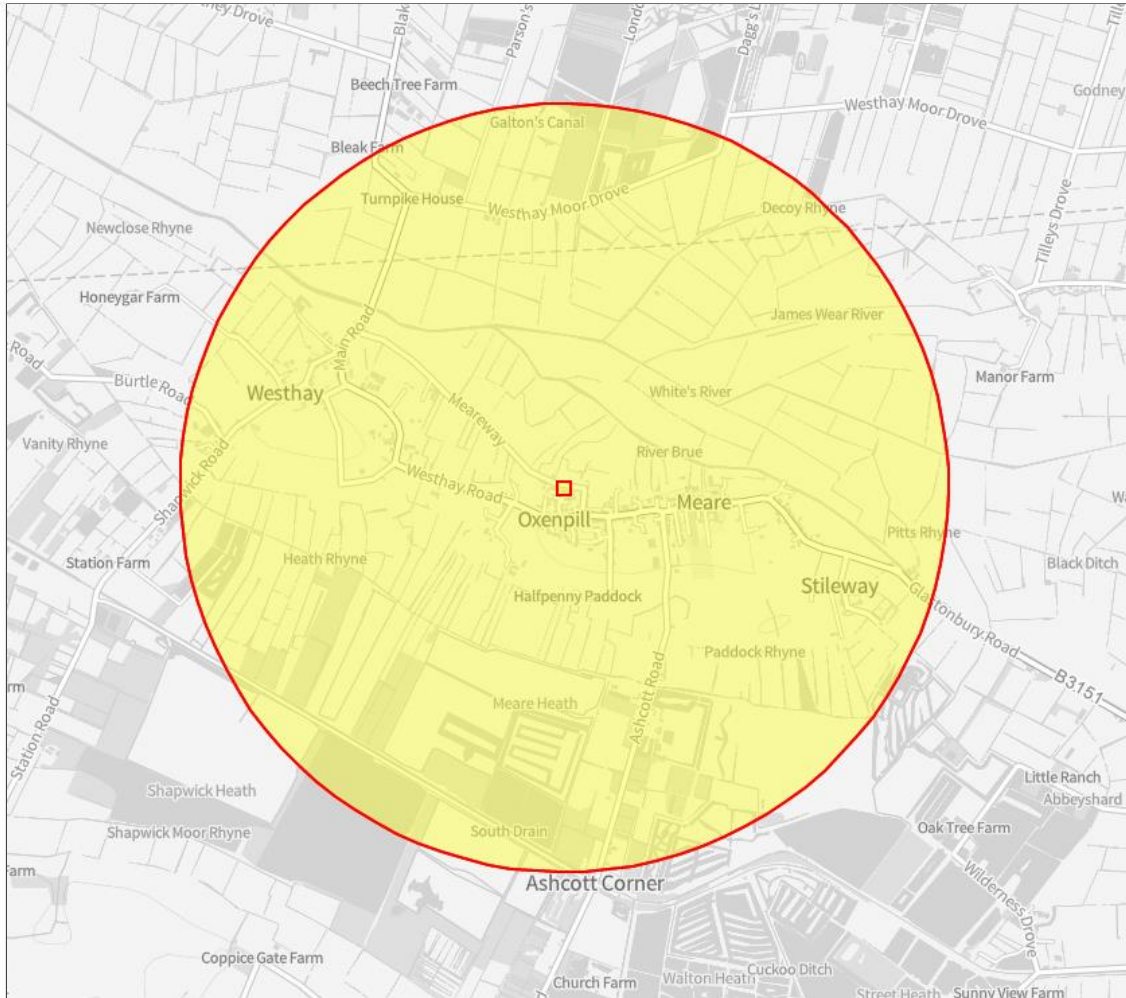 ney Drove
Blak
Parson's
Londo
Dagg's L
Tille
Beech Tree Farm
Godney
Westhay Moor Drove
Galton's Canal
Bleak Farm
Turnpike House
Westhay Moor Drove
Decoy Rhyne
Tilleys Drove
Newclose Rhyne
Honeygar Farm
James Wear River
Main Road
Road
Burtle Road
Westhay
Manor Farm
White's River
Meareway
Vanity Rhyne
Shapwick Road
River Brue
Westhay Road
Wa
Meare
Oxenpill
Pitts Rhyne
Station Farm
Heath Rhyne
Black Ditch
Stileway
Halfpenny Paddock
Glastonbury Road
Paddock Rhyne
B3151
arm
Meare Heath
Ashcott Road
Station Road
Shapwick Heath
Little Ranch
Abbeyshard
Shapwick Moor Rhyne
South Drain
Oak Tree Farm
Farm
Ashcott Corner
Wilderness Drove
Coppice Gate Farm
Church Farm
Walton Heath
Cuckoo Ditch
Street Heath
Sunny View Farm